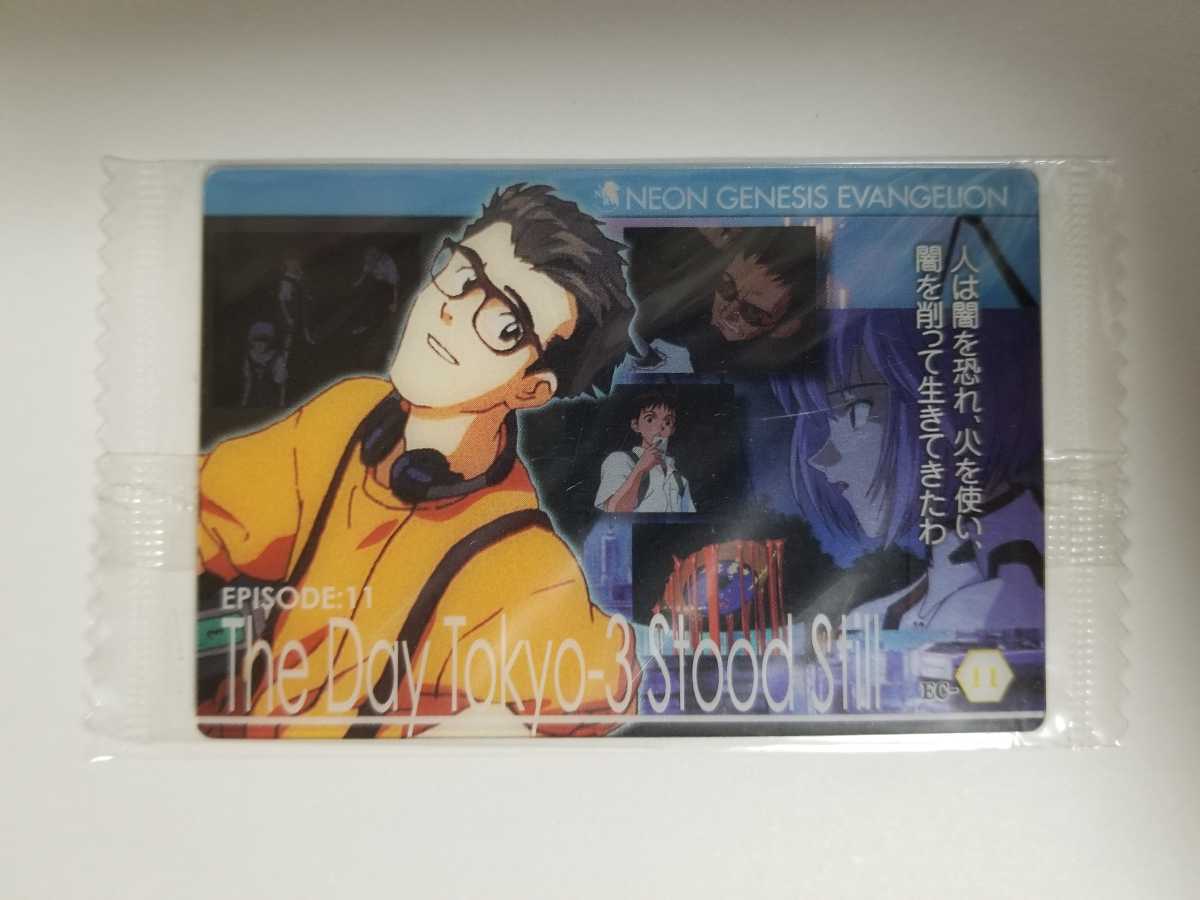 NEON GENESIS EVANGELION
人は闇を恐れ、火を使い、
闇を削って生きてきたわ
EPISODE:11
The Day Tokyo-3 Stood Still
EC-11